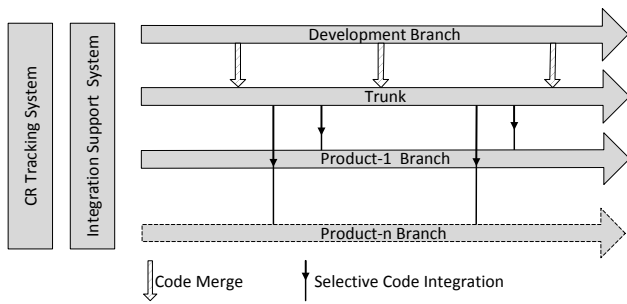 CR Tracking System
Integration Support System
Development Branch
Trunk
Product-1 Branch
Product-n Branch
Code Merge
Selective Code Integration